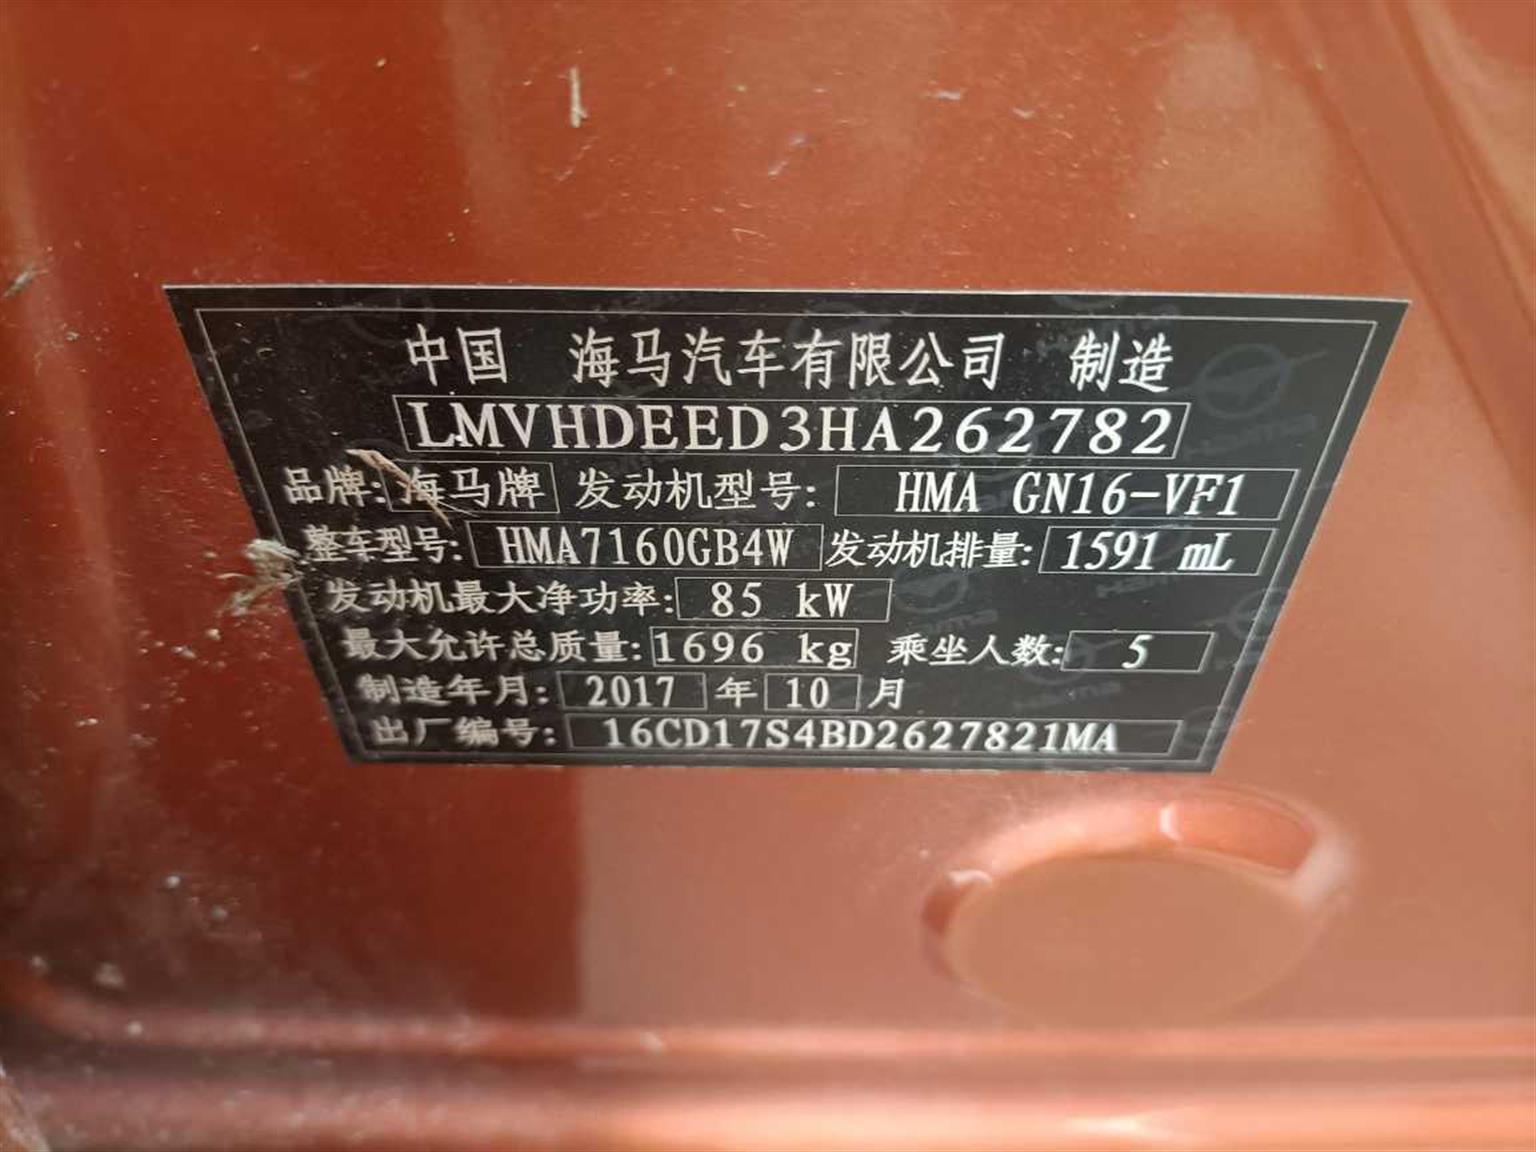 中国 海马汽车有限公司 制造
LMVHDEED3HA262782
品牌: 海马牌 发动机型号: HMA GN16-VF1
整车型号: HMA7160GB4W 发动机排量: 1591 mL
发动机最大净功率: 85 kW
最大允许总质量: 1696 kg 乘坐人数: 5
制造年月: 2017 年 10 月
出厂编号: 16CD17S4BD2627821MA